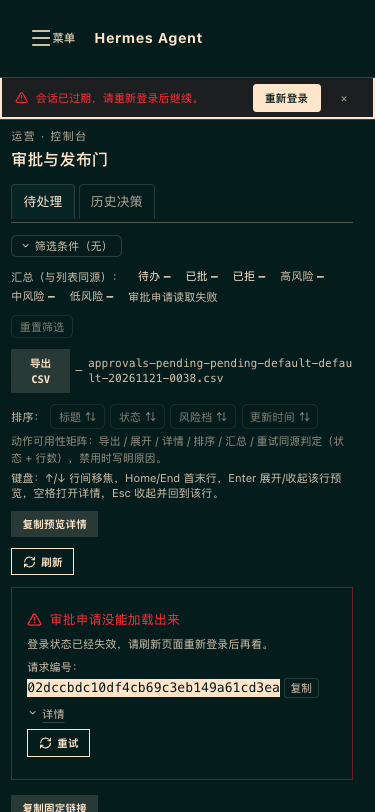 菜单
Hermes Agent
会话已过期，请重新登录后继续。
重新登录
×
运营 · 控制台
审批与发布门
待处理
历史决策
筛选条件（无）
汇总（与列表同源）：
待办 —
已批 —
已拒 —
高风险 —
中风险 —
低风险 —
审批申请读取失败
重置筛选
导出
CSV
— approvals-pending-pending-default-defau
lt-20261121-0038.csv
排序：
标题 ⇅
状态 ⇅
风险档 ⇅
更新时间 ⇅
动作可用性矩阵：导出 / 展开 / 详情 / 排序 / 汇总 / 重试同源判定（状
态 + 行数），禁用时写明原因。
键盘：↑/↓ 行间移焦，Home/End 首末行，Enter 展开/收起该行预
览，空格打开详情，Esc 收起并回到该行。
复制预览详情
刷新
审批申请没能加载出来
登录状态已经失效，请刷新页面重新登录后再看。
请求编号：
02dccbdc10df4cb69c3eb149a61cd3ea
复制
详情
重试
复制固定链接